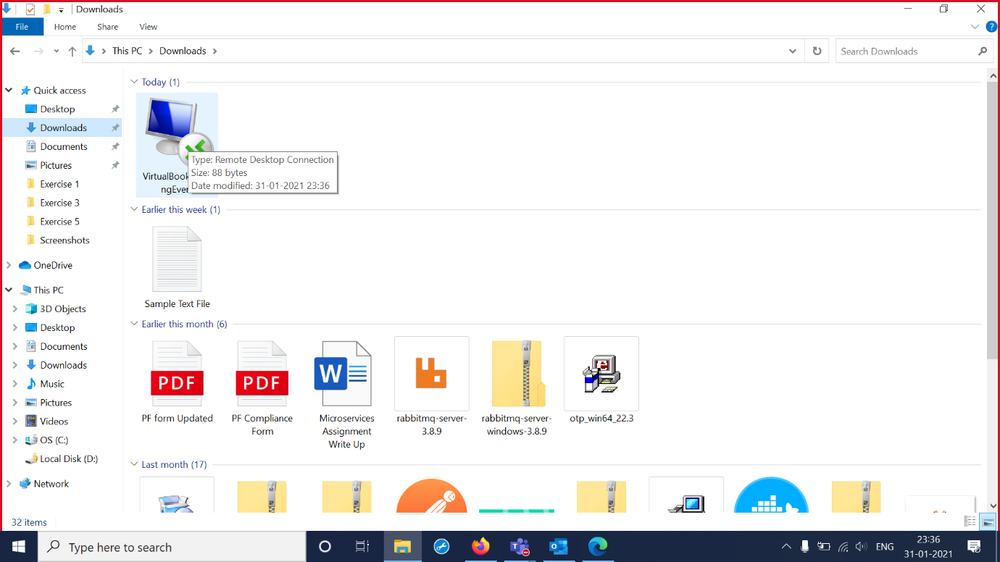 Downloads
File Home Share View
This PC Downloads
Search Downloads
Quick access
Desktop
Downloads
Documents
Pictures
Exercise 1
Exercise 3
Exercise 5
Screenshots
OneDrive
This PC
3D Objects
Desktop
Documents
Downloads
Music
Pictures
Videos
OS (C:)
Local Disk (D:)
Network
Today (1)
VirtualBook
ngEver
Type: Remote Desktop Connection
Size: 88 bytes
Date modified: 31-01-2021 23:36
Earlier this week (1)
Sample Text File
Earlier this month (6)
PDF
PF form Updated
PDF
PF Compliance
Form
W
Microservices
Assignment
Write Up
rabbitmq-server-
3.8.9
rabbitmq-server-
windows-3.8.9
otp_win64_22.3
Last month (17)
32 items
Type here to search
T
ENG
23:36
31-01-2021